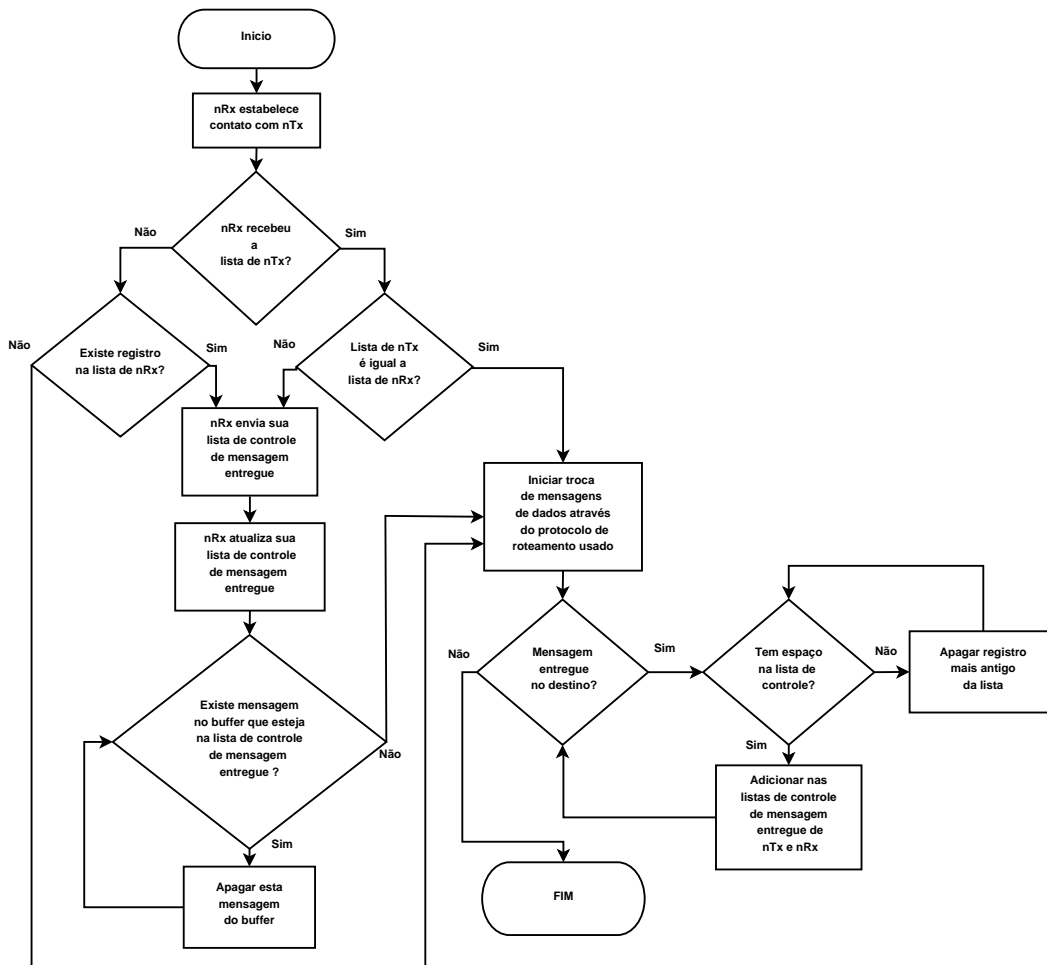 Inicio
nRx estabelece
contato com nTx
Não
nRx recebeu
a
lista de nTx?
Sim
Não
Existe registro
na lista de nRx?
Sim
Não
Lista de nTx
é igual a
lista de nRx?
Sim
nRx envia sua
lista de controle
de mensagem
entregue
Iniciar troca
de mensagens
de dados através
do protocolo de
roteamento usado
nRx atualiza sua
lista de controle
de mensagem
entregue
Não
Mensagem
entregue
no destino?
Sim
Tem espaço
na lista de
controle?
Não
Apagar registro
mais antigo
da lista
Existe mensagem
no buffer que esteja
na lista de controle
de mensagem
entregue ?
Não
Sim
Adicionar nas
listas de controle
de mensagem
entregue de
nTx e nRx
Sim
Apagar esta
mensagem
do buffer
FIM